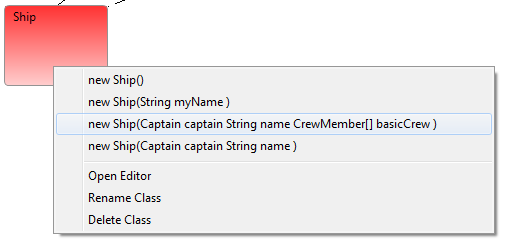 Ship
new Ship()
new Ship(String myName )
new Ship(Captain captain String name CrewMember[] basicCrew )
new Ship(Captain captain String name )
Open Editor
Rename Class
Delete Class